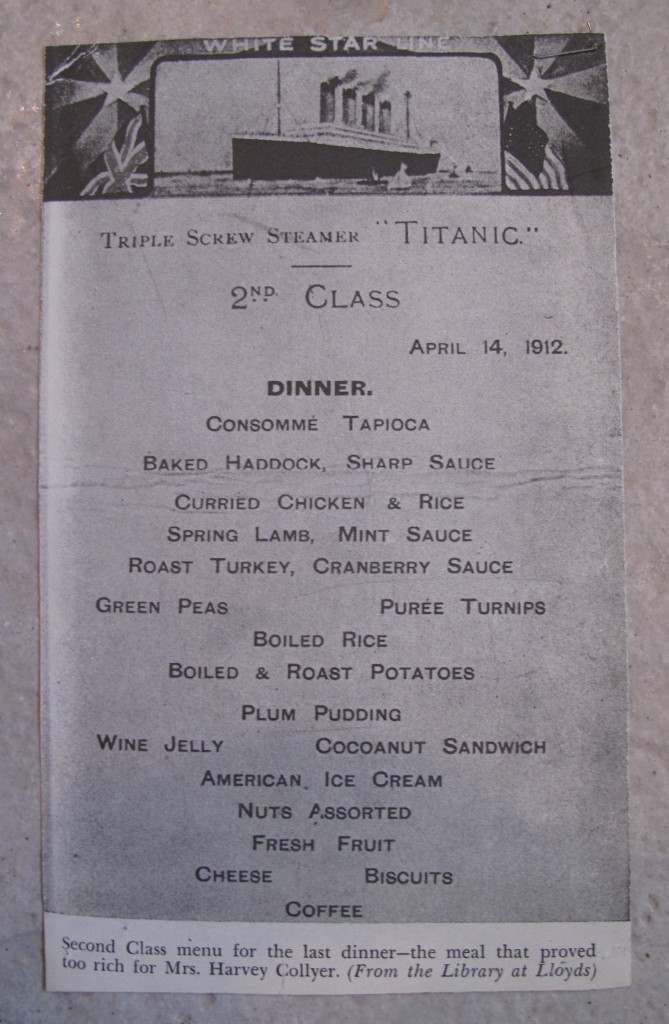 WHITE STAR LINE
TRIPLE SCREW STEAMER "TITANIC."
2ND. CLASS
APRIL 14, 1912.
DINNER.
CONSOMMÉ TAPIOCA
BAKED HADDOCK, SHARP SAUCE
CURRIED CHICKEN & RICE
SPRING LAMB, MINT SAUCE
ROAST TURKEY, CRANBERRY SAUCE
GREEN PEAS PURÉE TURNIPS
BOILED RICE
BOILED & ROAST POTATOES
PLUM PUDDING
WINE JELLY COCOANUT SANDWICH
AMERICAN ICE CREAM
NUTS ASSORTED
FRESH FRUIT
CHEESE BISCUITS
COFFEE
Second Class menu for the last dinner—the meal that proved
too rich for Mrs. Harvey Collyer. (From the Library at Lloyds)